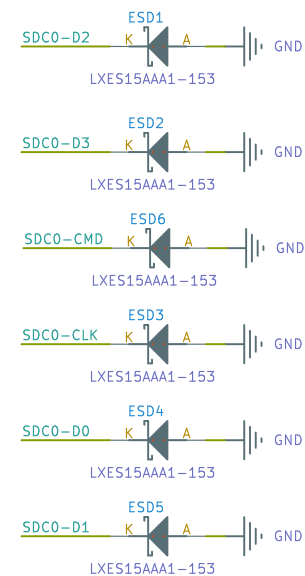 ESD1
SDC0-D2 K A GND
LXES15AAA1-153
ESD2
SDC0-D3 K A GND
LXES15AAA1-153
ESD6
SDC0-CMD K A GND
LXES15AAA1-153
ESD3
SDC0-CLK K A GND
LXES15AAA1-153
ESD4
SDC0-D0 K A GND
LXES15AAA1-153
ESD5
SDC0-D1 K A GND
LXES15AAA1-153